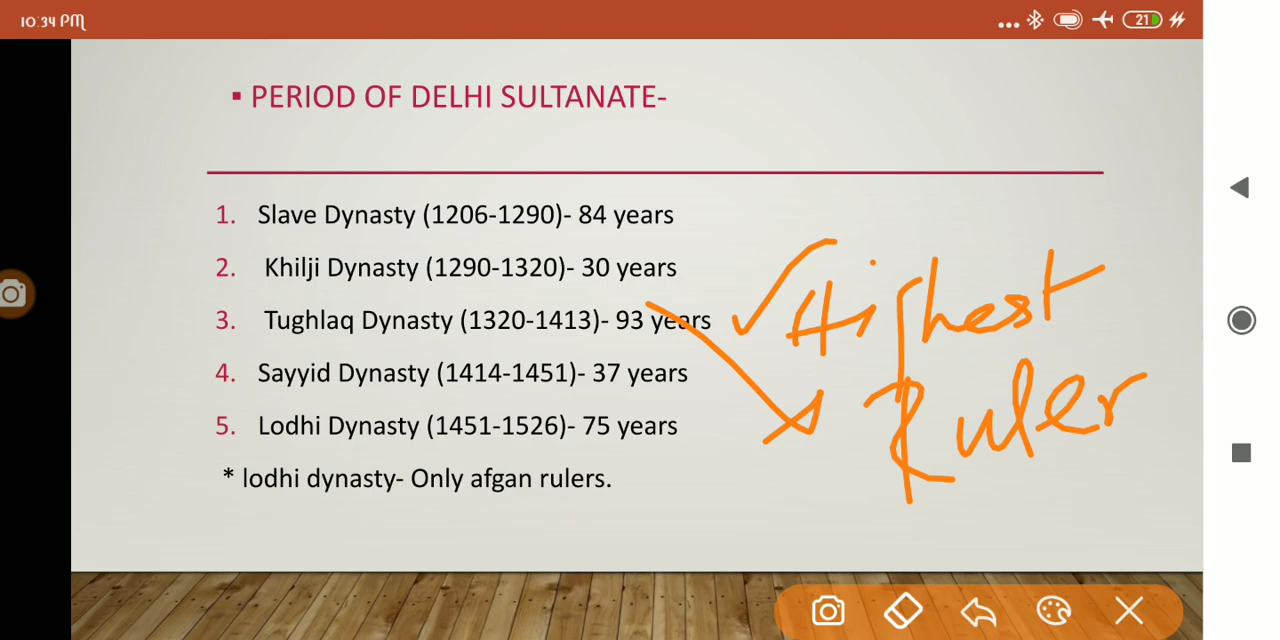 10:34 PM
21
▪ PERIOD OF DELHI SULTANATE-
1. Slave Dynasty (1206-1290)- 84 years
2. Khilji Dynasty (1290-1320)- 30 years
3. Tughlaq Dynasty (1320-1413)- 93 years
4. Sayyid Dynasty (1414-1451)- 37 years
5. Lodhi Dynasty (1451-1526)- 75 years
* lodhi dynasty- Only afgan rulers.
Highest
Ruler